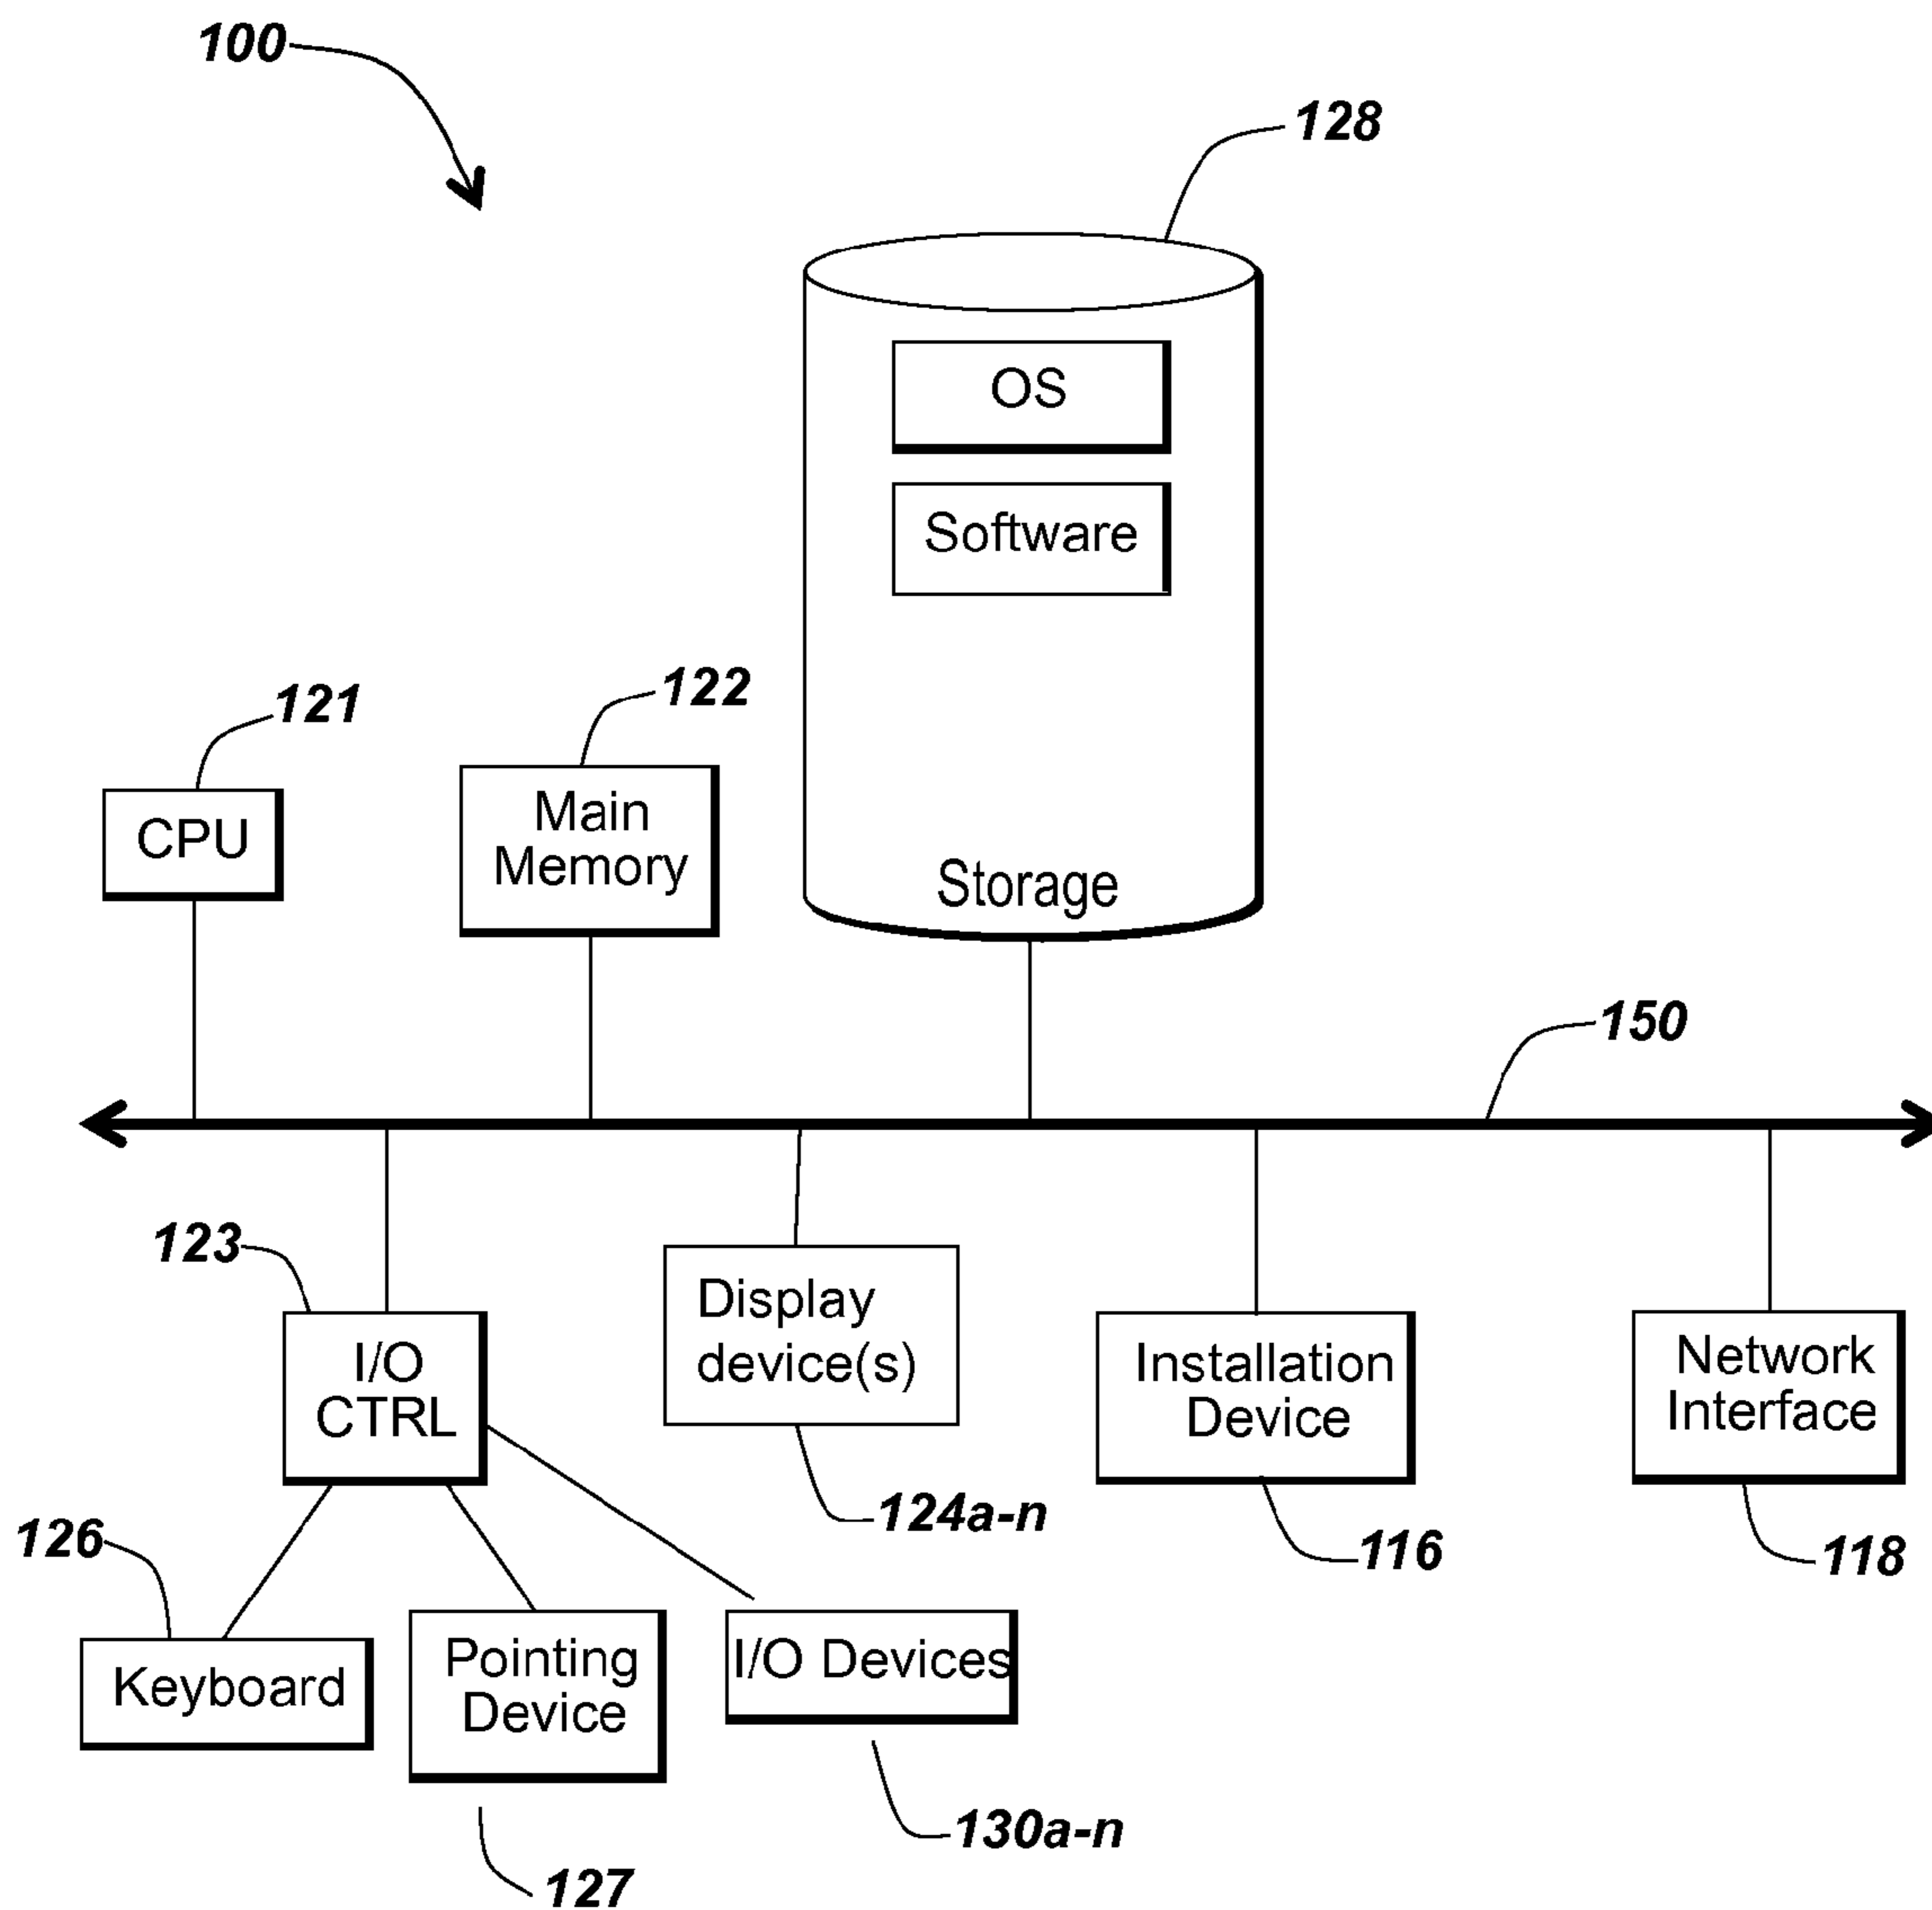 100
128
OS
Software
121
122
CPU
Main
Memory
Storage
150
123
I/O
CTRL
Display
device(s)
Installation
Device
Network
Interface
124a-n
116
118
126
Keyboard
Pointing
Device
I/O Devices
130a-n
127